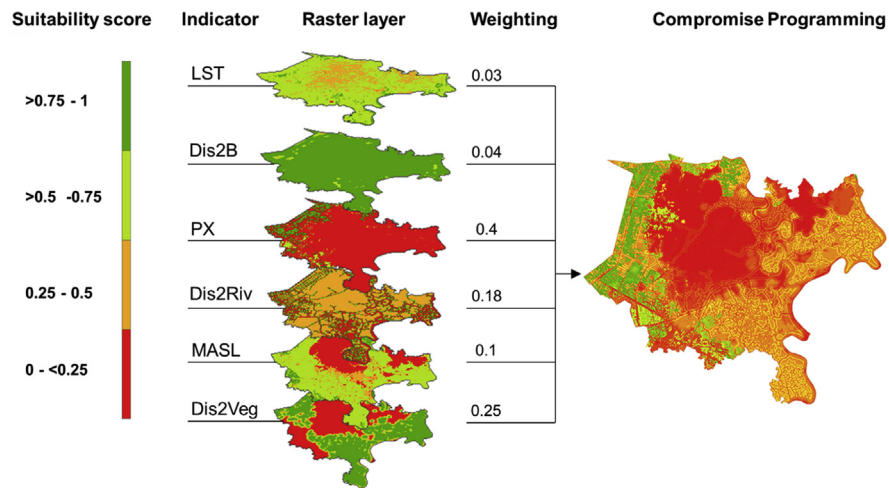 Suitability score Indicator Raster layer Weighting Compromise Programming
>0.75 - 1
>0.5 -0.75
0.25 - 0.5
0 - <0.25
LST 0.03
Dis2B 0.04
PX 0.4
Dis2Riv 0.18
MASL 0.1
Dis2Veg 0.25